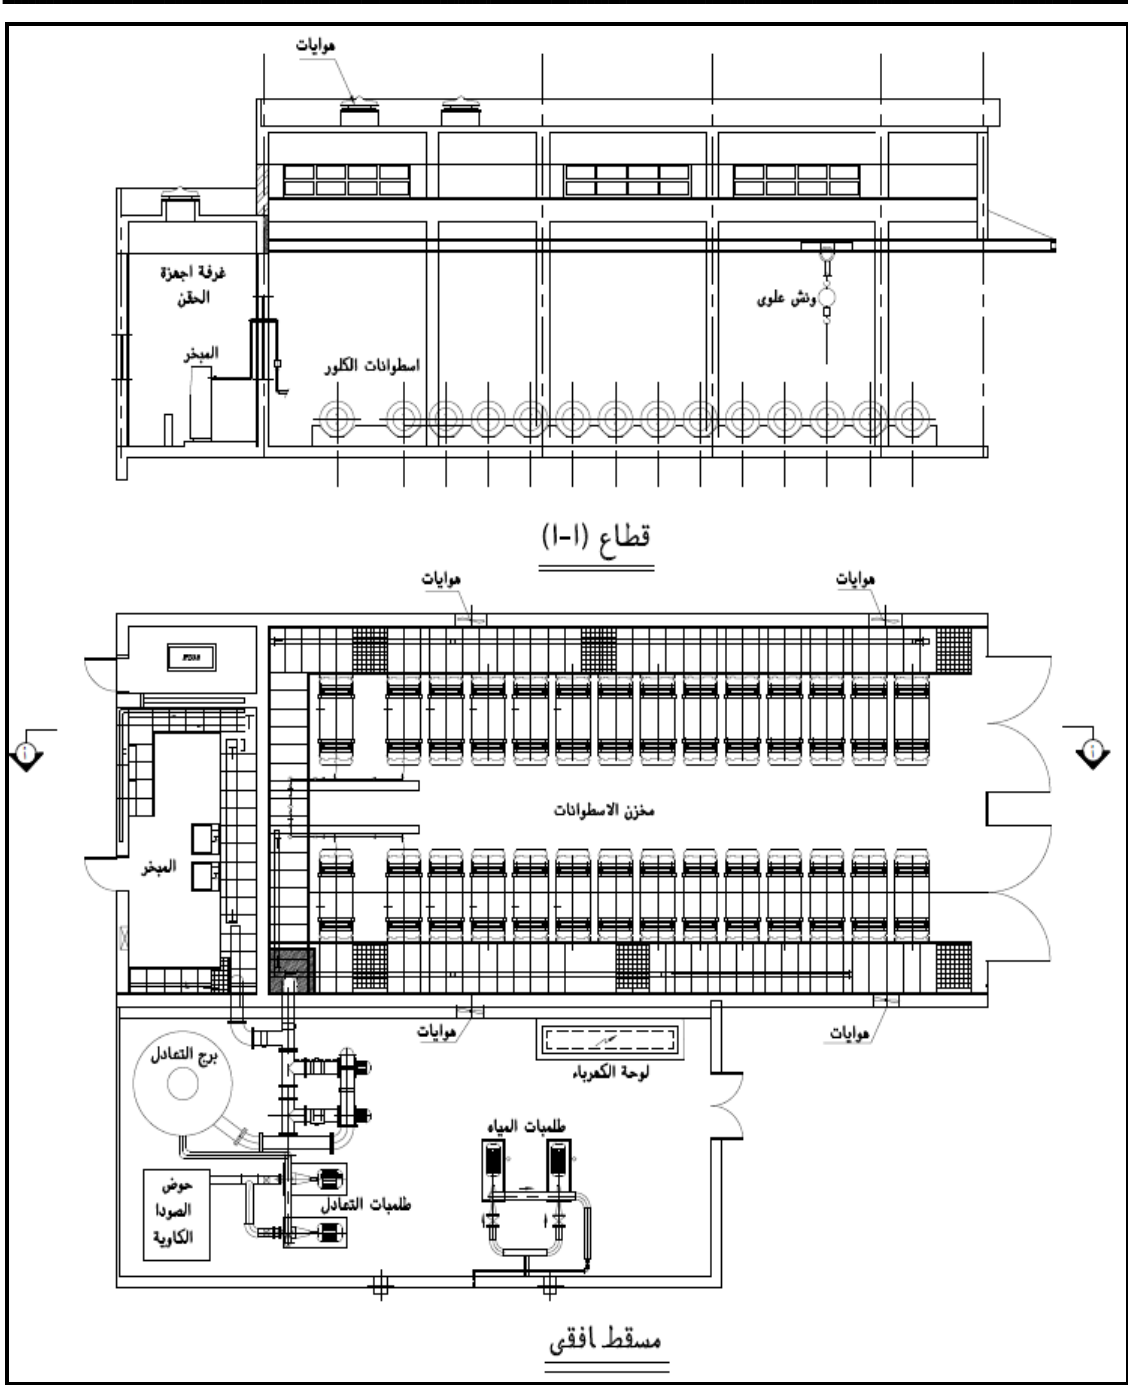 هوايات
غرفة اجهزة
الحقن
ونش علوى
المبخر
اسطوانات الكلور
قطاع (ا-ا)
هوايات
هوايات
مخزن الاسطوانات
المبخر
هوايات
هوايات
برج التعادل
لوحة الكهرباء
طلمبات المياه
حوض
الصودا
الكاوية
طلمبات التعادل
مسقط افقى